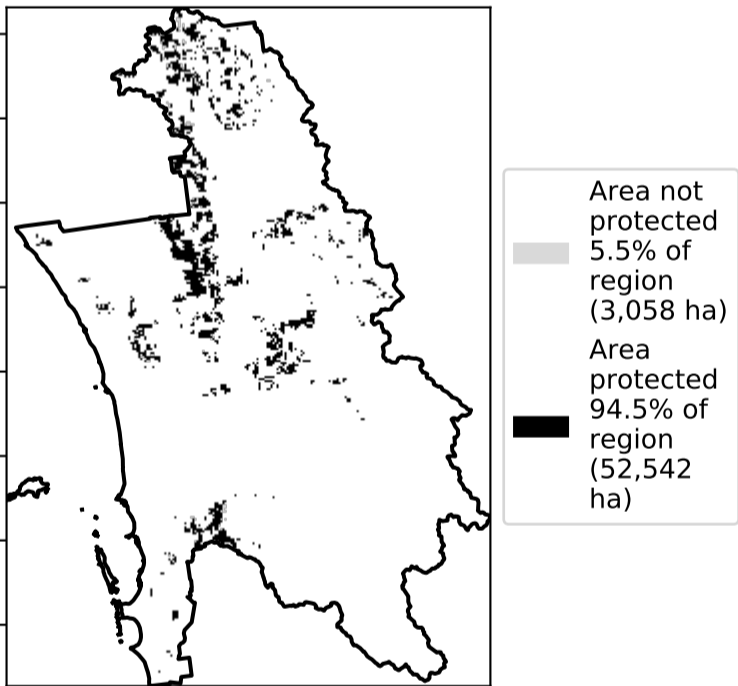 Area not
protected
5.5% of
region
(3,058 ha)
Area
protected
94.5% of
region
(52,542
ha)